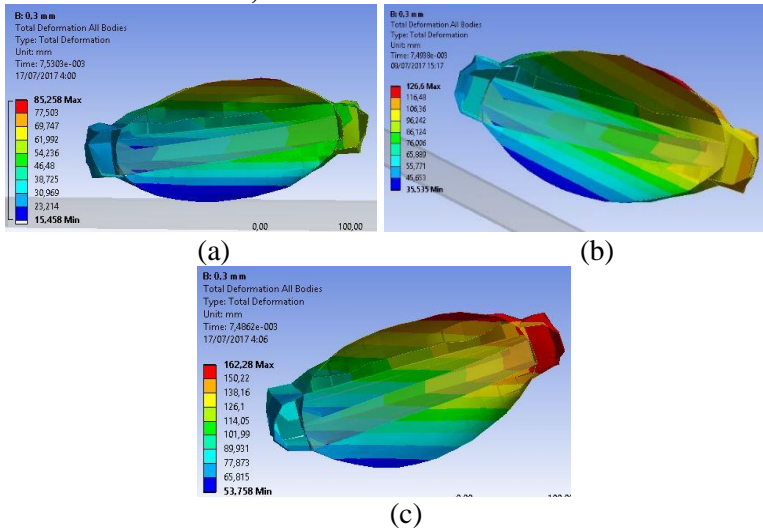 B: 0,3 mm
Total Deformation All Bodies
Type: Total Deformation
Unit: mm
Time: 7,5303e-003
17/07/2017 4:00
85,258 Max
77,503
69,747
61,992
54,236
46,48
38,725
30,969
23,214
15,458 Min
0,00
100,00
(a)
B: 0,3 mm
Total Deformation All Bodies
Type: Total Deformation
Unit: mm
Time: 7,4938e-003
09/07/2017 15:17
126,6 Max
116,48
106,36
96,242
86,124
76,006
65,889
55,771
45,653
35,535 Min
(b)
B: 0,3 mm
Total Deformation All Bodies
Type: Total Deformation
Unit: mm
Time: 7,4862e-003
17/07/2017 4:06
162,28 Max
150,22
138,16
126,1
114,05
101,99
89,931
77,873
65,815
53,758 Min
(c)